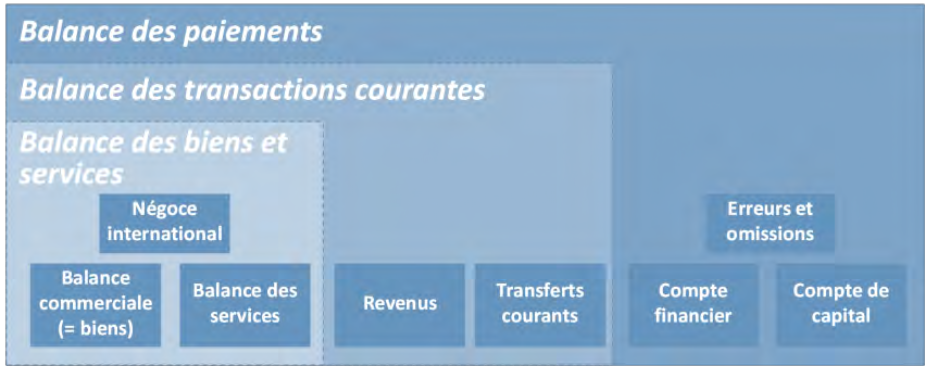 Balance des paiements
Balance des transactions courantes
Balance des biens et
services
Négoce
international
Erreurs et
omissions
Balance
commerciale
(= biens)
Balance des
services
Revenus
Transferts
courants
Compte
financier
Compte de
capital